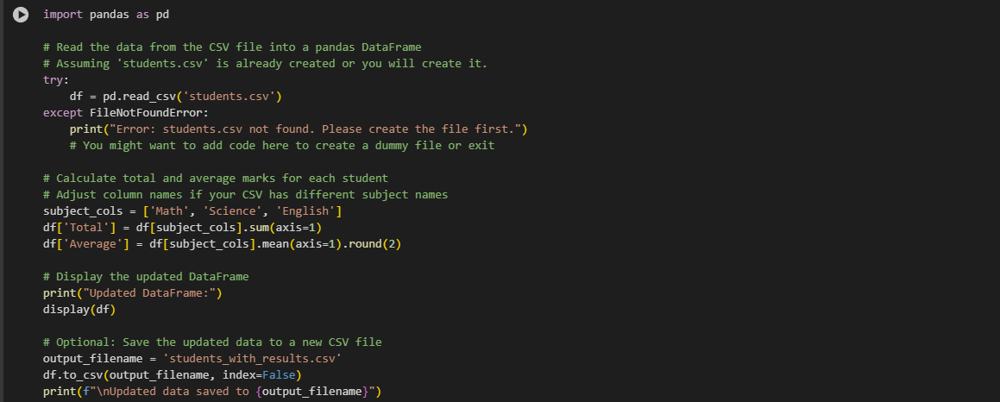 import pandas as pd
# Read the data from the CSV file into a pandas DataFrame
# Assuming 'students.csv' is already created or you will create it.
try:
    df = pd.read_csv('students.csv')
except FileNotFoundError:
    print("Error: students.csv not found. Please create the file first.")
    # You might want to add code here to create a dummy file or exit
# Calculate total and average marks for each student
# Adjust column names if your CSV has different subject names
subject_cols = ['Math', 'Science', 'English']
df['Total'] = df[subject_cols].sum(axis=1)
df['Average'] = df[subject_cols].mean(axis=1).round(2)
# Display the updated DataFrame
print("Updated DataFrame:")
display(df)
# Optional: Save the updated data to a new CSV file
output_filename = 'students_with_results.csv'
df.to_csv(output_filename, index=False)
print(f"\nUpdated data saved to {output_filename}")